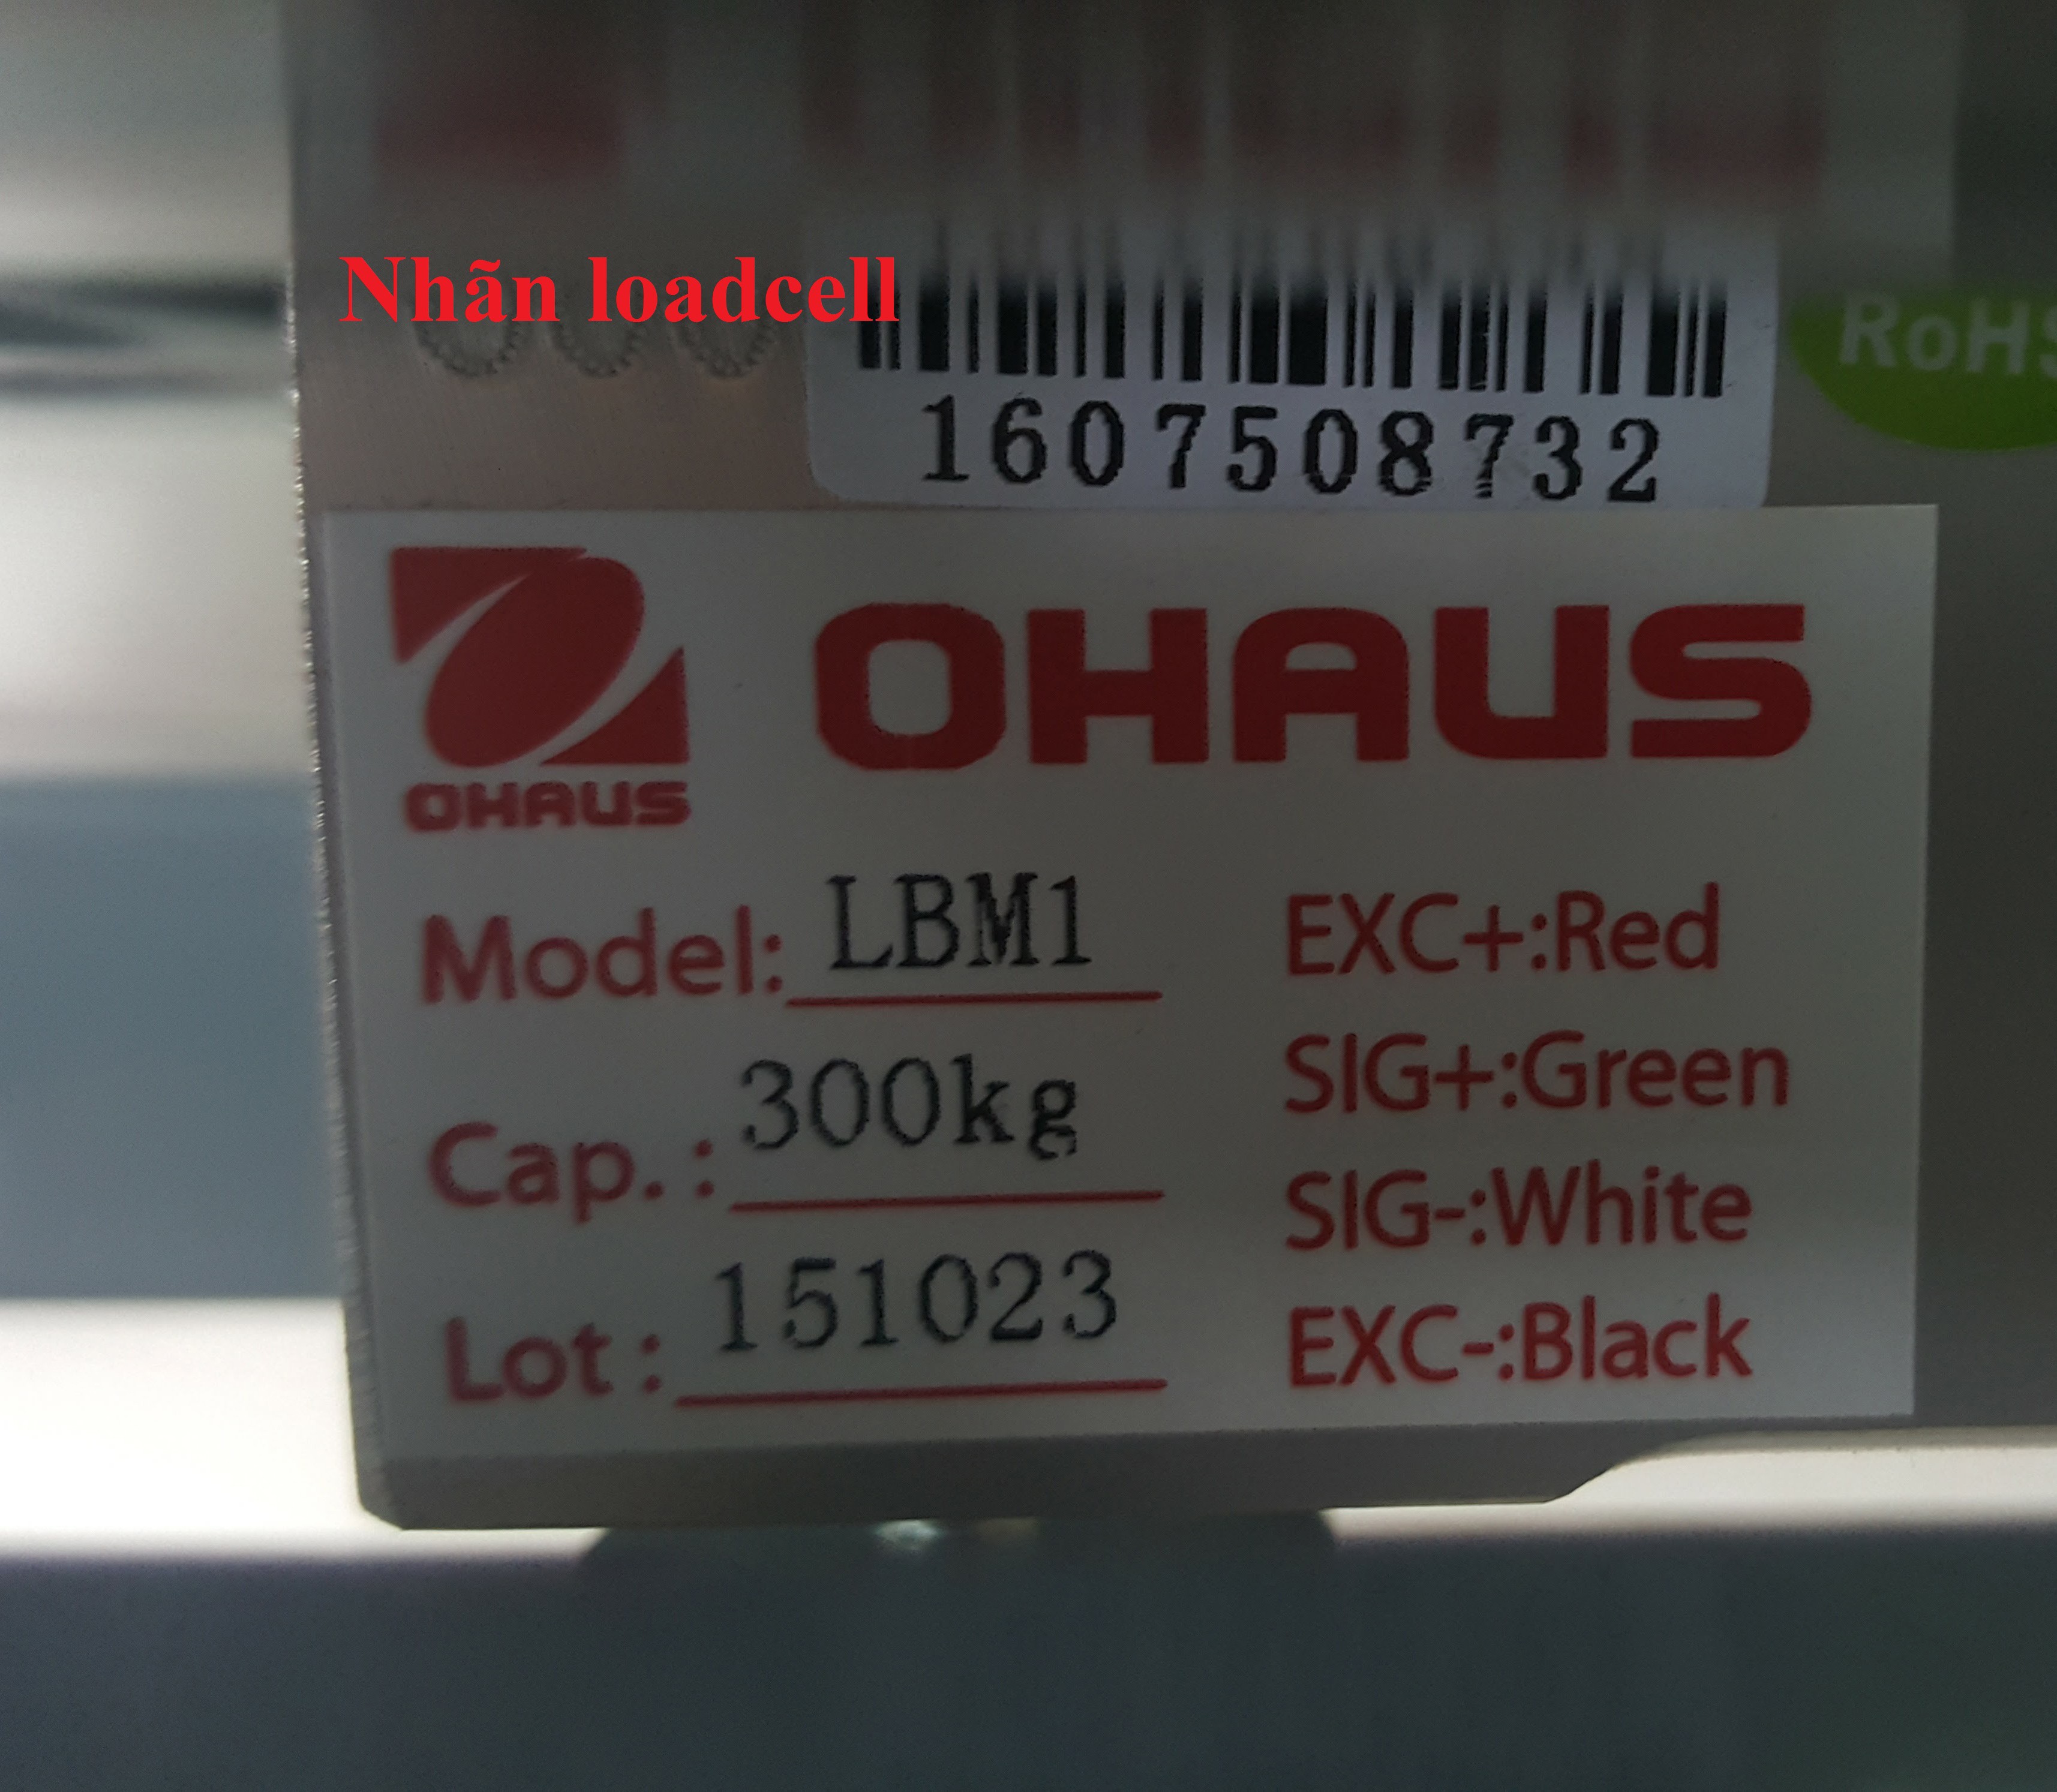 Nhãn loadcell
1607508732
RoHS
OHAUS
OHAUS
Model: LBM1
Cap. : 300kg
Lot : 151023
EXC+:Red
SIG+:Green
SIG-:White
EXC-:Black